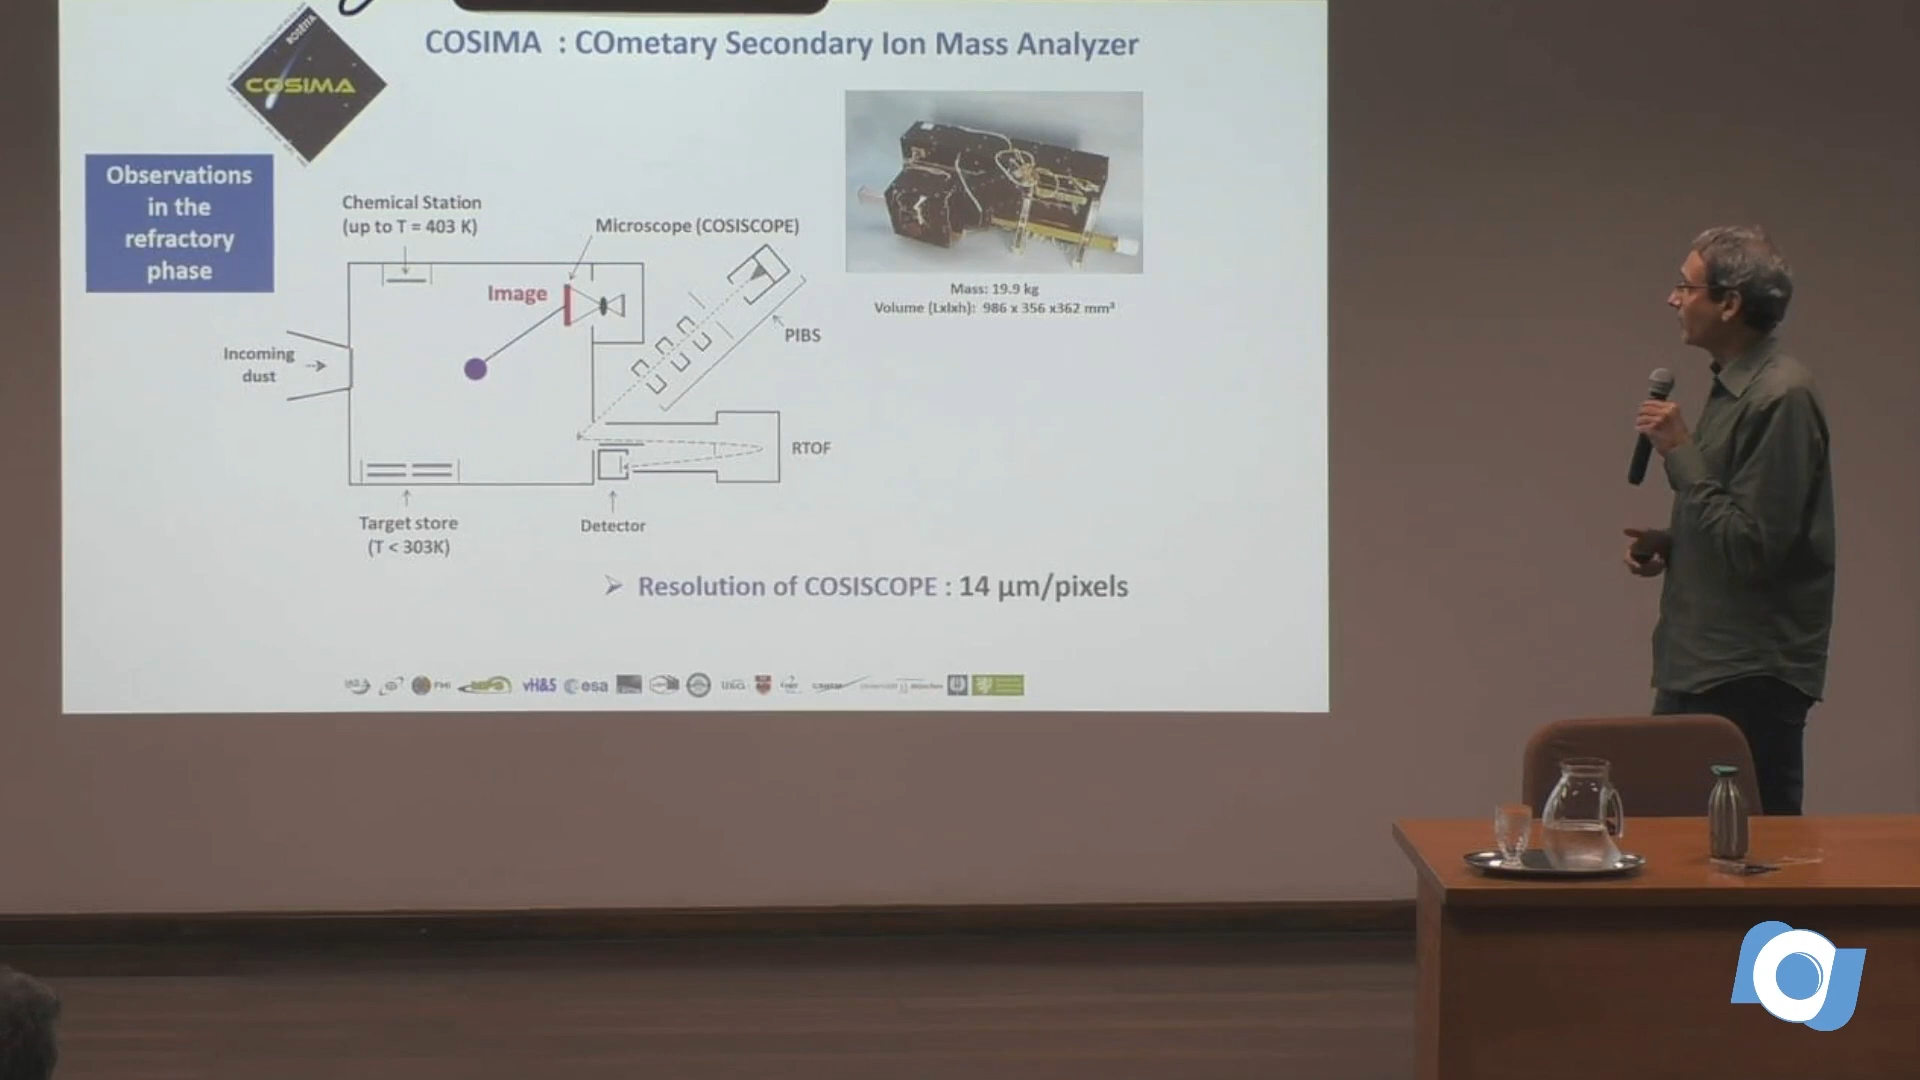 COSIMA : COmetary Secondary Ion Mass Analyzer
ROSETTA
COSIMA
Observations
in the
refractory
phase
Chemical Station
(up to T = 403 K)
Microscope (COSISCOPE)
Image
Incoming
dust
PIBS
RTOF
Target store
(T < 303K)
Detector
Mass: 19.9 kg
Volume (Lxlxh): 986 x 356 x362 mm³
➢ Resolution of COSISCOPE : 14 µm/pixels
vH&S esa